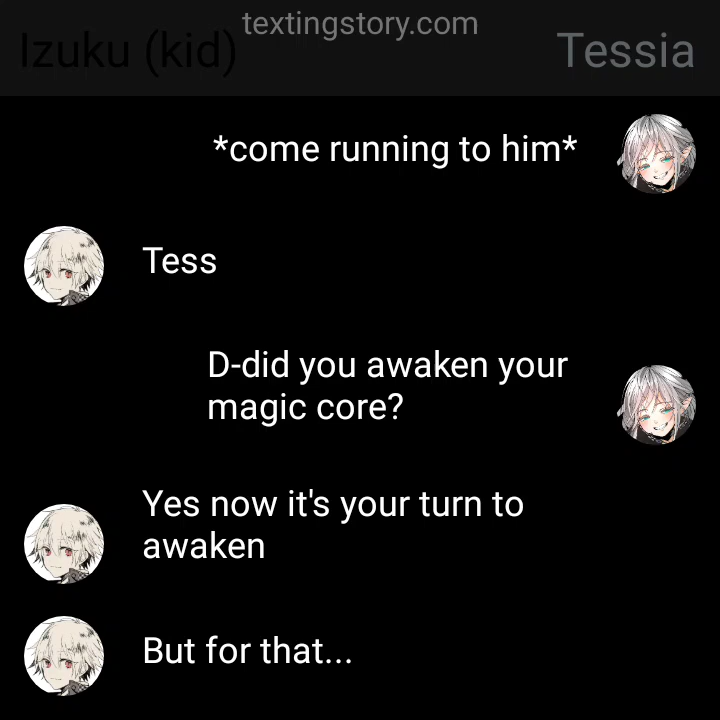 textingstory.com
Izuku (kid)
Tessia
*come running to him*
Tess
D-did you awaken your
magic core?
Yes now it's your turn to
awaken
But for that...